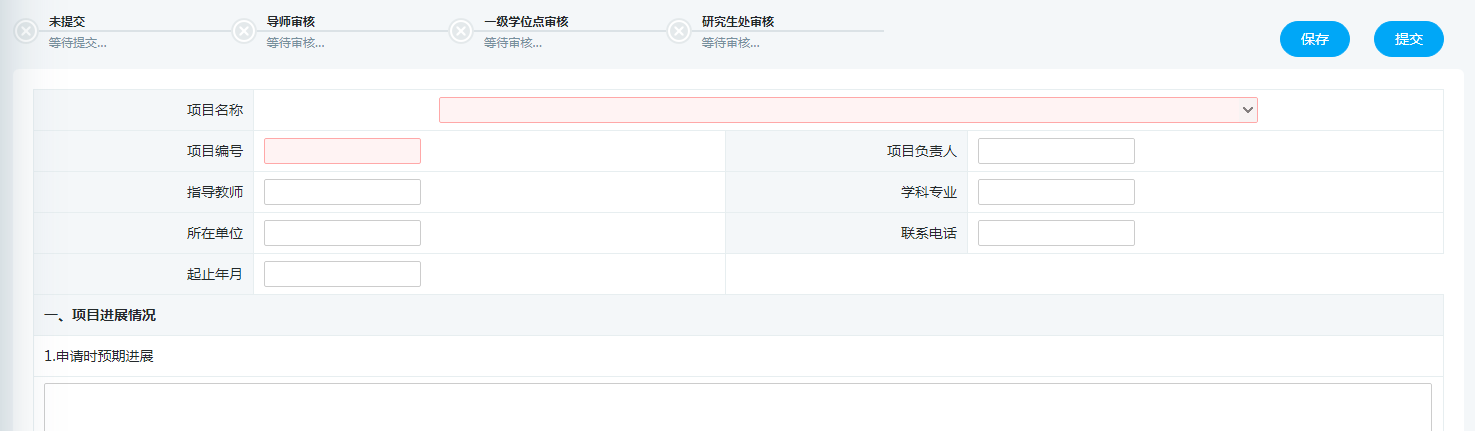 未提交
等待提交...
导师审核
等待审核...
一级学位点审核
等待审核...
研究生处审核
等待审核...
保存
提交
项目名称
项目编号
项目负责人
指导教师
学科专业
所在单位
联系电话
起止年月
一、项目进展情况
1.申请时预期进展